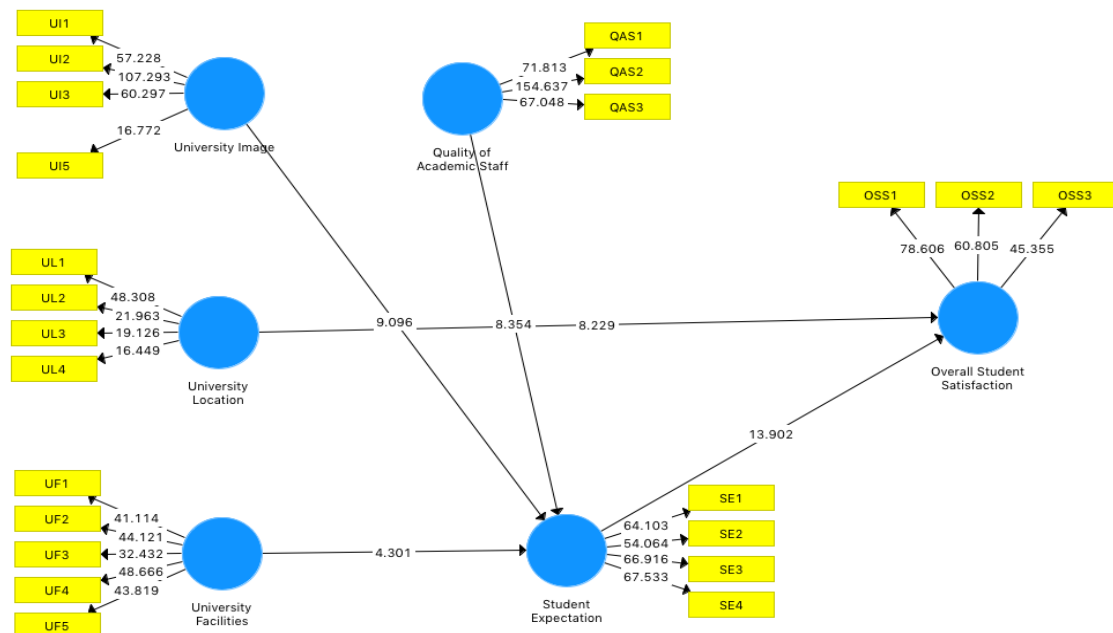 UI1
UI2
UI3
UI5
57.228
107.293
60.297
16.772
University Image
QAS1
QAS2
QAS3
71.813
154.637
67.048
Quality of
Academic Staff
OSS1
OSS2
OSS3
78.606
60.805
45.355
Overall Student
Satisfaction
UL1
UL2
UL3
UL4
48.308
21.963
19.126
16.449
University
Location
9.096
8.354
8.229
13.902
UF1
UF2
UF3
UF4
UF5
41.114
44.121
32.432
48.666
43.819
University
Facilities
4.301
Student
Expectation
64.103
54.064
66.916
67.533
SE1
SE2
SE3
SE4